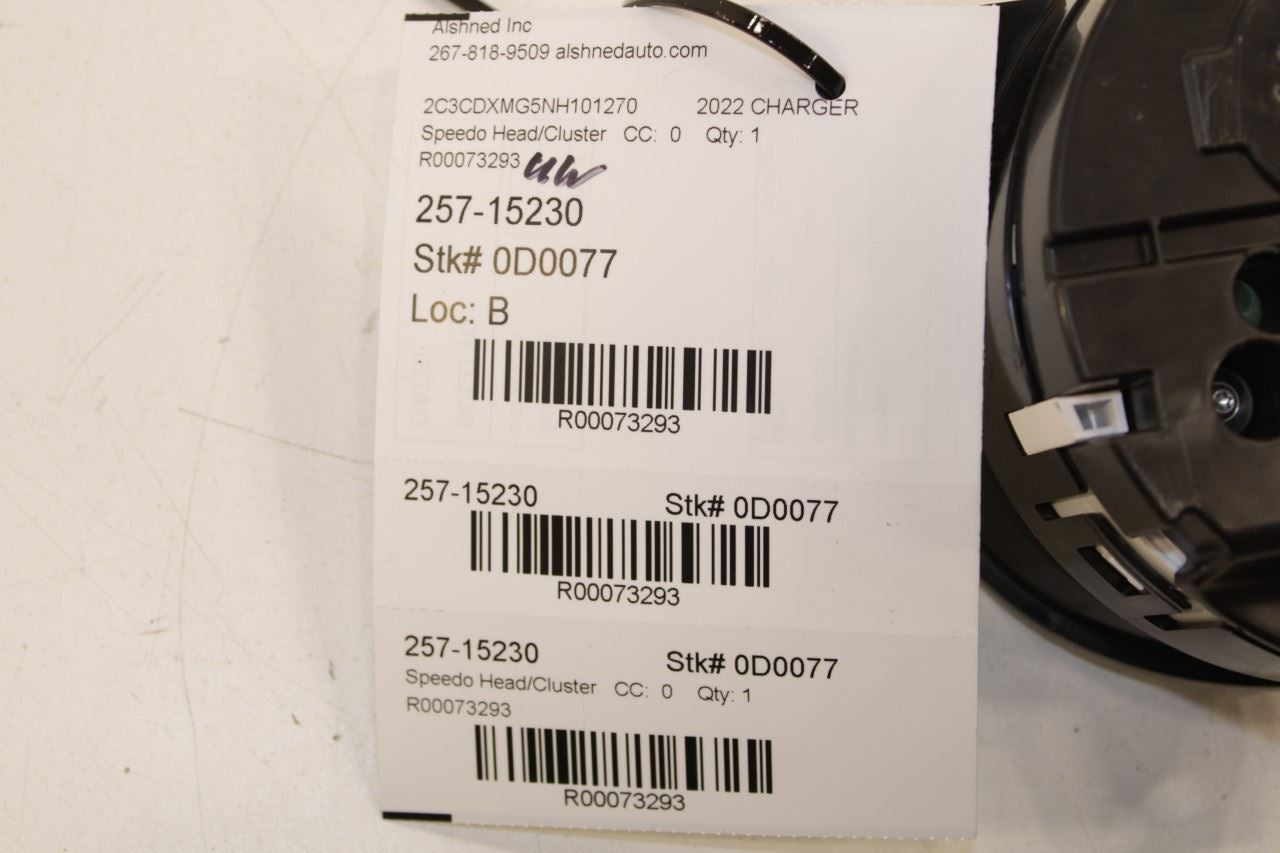 Alshned Inc
267-818-9509 alshnedauto.com
2C3CDXMG5NH101270 2022 CHARGER
Speedo Head/Cluster CC: 0 Qty: 1
R00073293
257-15230
Stk# 0D0077
Loc: B
R00073293
257-15230 Stk# 0D0077
R00073293
257-15230 Stk# 0D0077
Speedo Head/Cluster CC: 0 Qty: 1
R00073293
R00073293